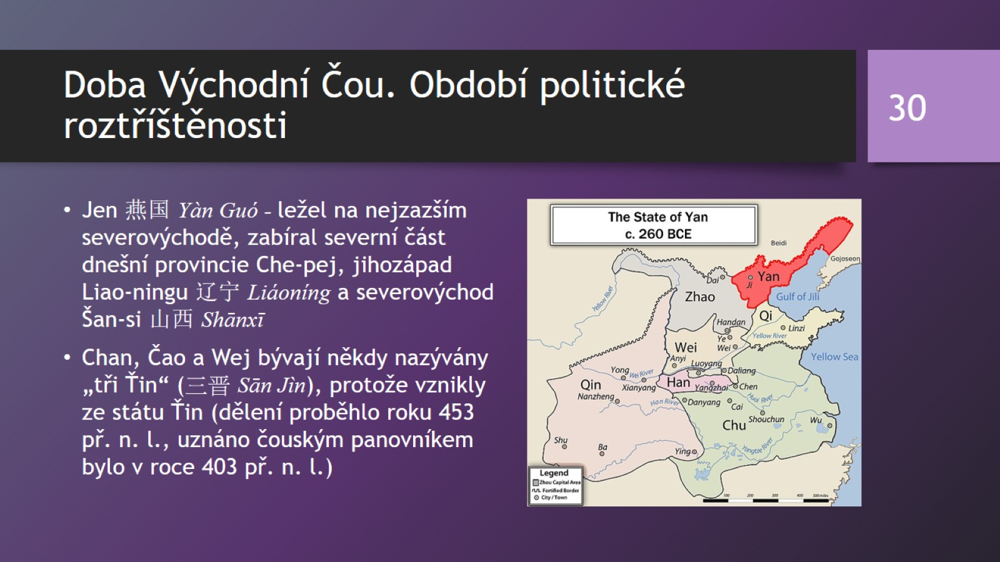 Doba Východní Čou. Období politické
roztříštěnosti
30
• Jen 燕国 Yàn Guó - ležel na nejzazším
severovýchodě, zabíral severní část
dnešní provincie Che-pej, jihozápad
Liao-ningu 辽宁 Liáoníng a severovýchod
Šan-si 山西 Shānxī
• Chan, Čao a Wej bývají někdy nazývány
„tři Ťin“ (三晋 Sān Jìn), protože vznikly
ze státu Ťin (dělení proběhlo roku 453
př. n. l., uznáno čouským panovníkem
bylo v roce 403 př. n. l.)
The State of Yan
c. 260 BCE
Beidi
Gojoseon
Yan
Ji
Dai
Zhao
Gulf of Jili
Yellow River
Qi
Linzi
Handan
Yellow River
Ye
Wei
Wei
Anyi
Luoyang
Yellow Sea
Yong
Wei River
Daliang
Qin
Xianyang
Han
Yangzhai
Chen
Nanzheng
Han River
Danyang
Cai
Huai River
Shouchun
Wu
Chu
Shu
Ba
Ying
Yangtze River
Legend
Zhou Capital Area
Fortified Border
City / Town
100 200 300 400 500 miles